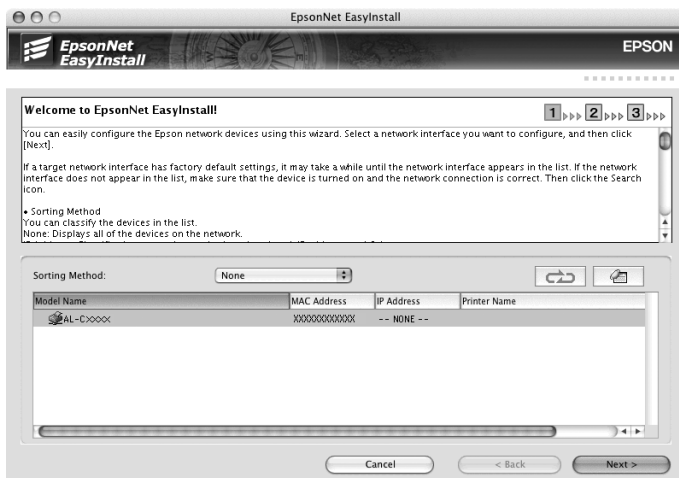 EpsonNet EasyInstall
EpsonNet
EasyInstall
EPSON
Welcome to EpsonNet EasyInstall!
1 2 3
You can easily configure the Epson network devices using this wizard. Select a network interface you want to configure, and then click
[Next].
If a target network interface has factory default settings, it may take a while until the network interface appears in the list. If the network
interface does not appear in the list, make sure that the device is turned on and the network connection is correct. Then click the Search
icon.
• Sorting Method
You can classify the devices in the list.
None: Displays all of the devices on the network.
Sorting Method: None
Model Name MAC Address IP Address Printer Name
AL-CXXXX XXXXXXXXXXXX -- NONE --
Cancel < Back Next >